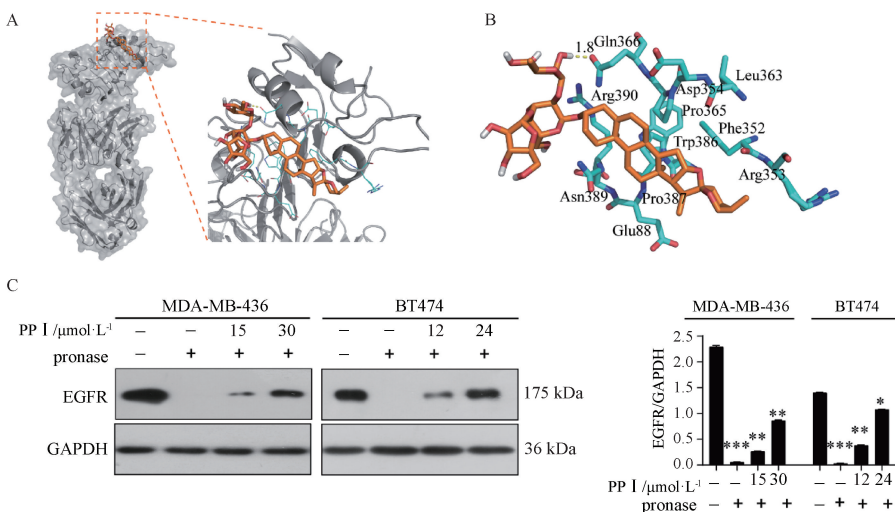 A
B
1.8
Gln366
Leu363
Asp354
Arg390
Pro365
Phe352
Trp386
Arg353
Asn389
Pro387
Glu88
C
MDA-MB-436
BT474
PP I /μmol·L-1
– – 15 30
– – 12 24
pronase
– + + +
– + + +
EGFR
175 kDa
GAPDH
36 kDa
MDA-MB-436
BT474
EGFR/GAPDH
2.5
2.0
1.5
1.0
0.5
0.0
***
**
**
***
**
*
PP I /μmol·L-1
– – 15 30
– – 12 24
pronase
– + + +
– + + +